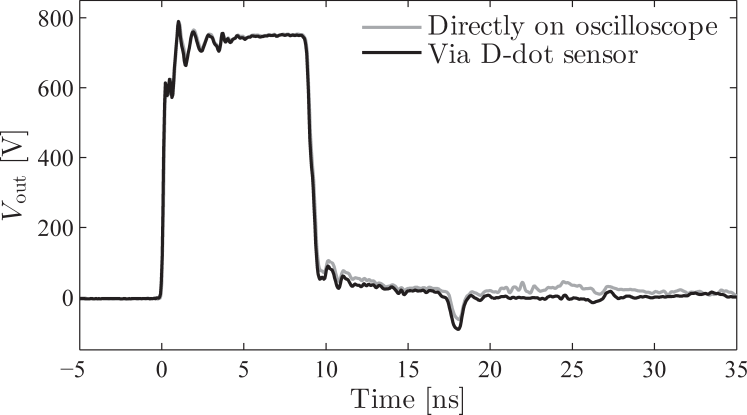 Directly on oscilloscope
Via D-dot sensor
V_out [V]
800
600
400
200
0
−5 0 5 10 15 20 25 30 35
Time [ns]